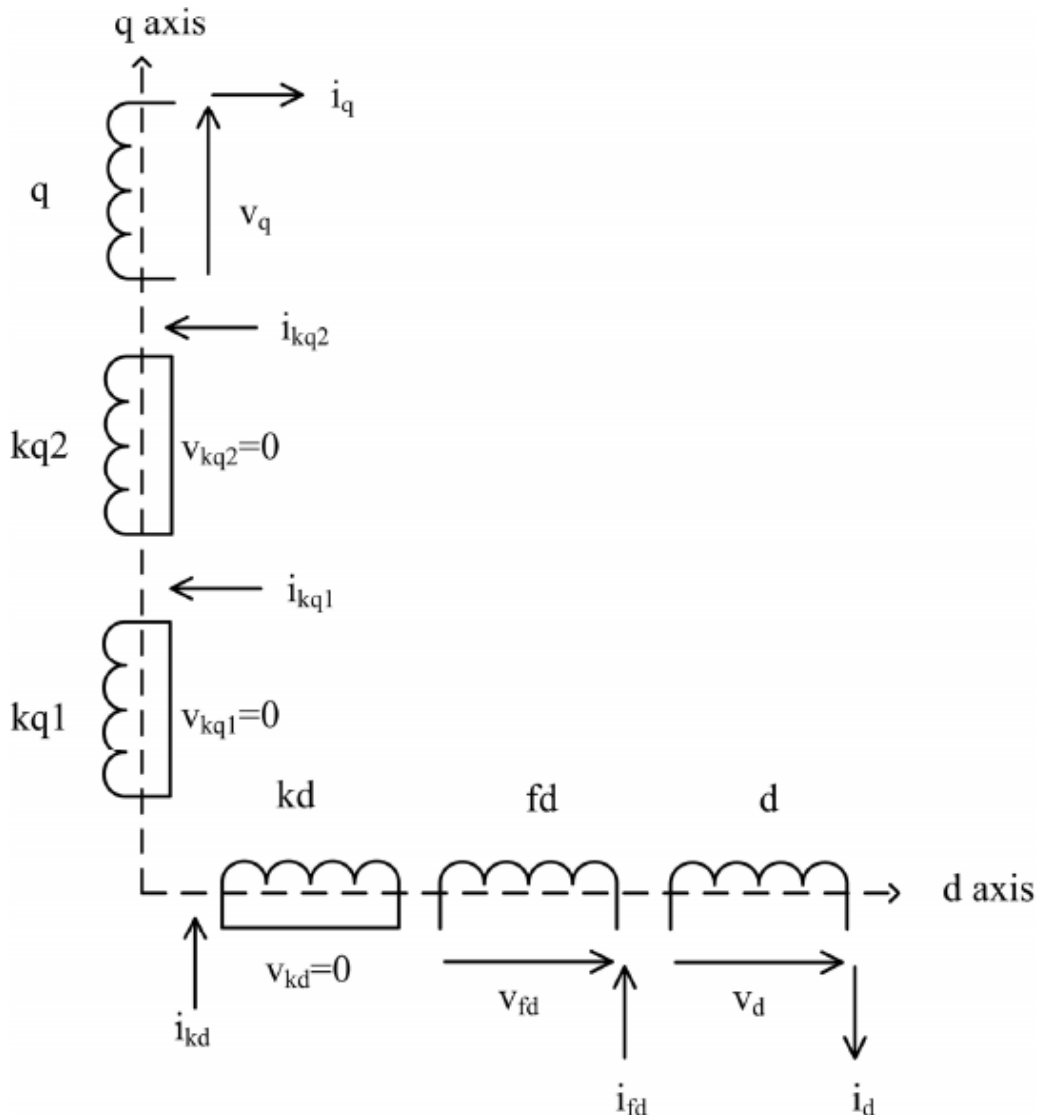 q axis
i_q
q
v_q
i_kq2
kq2
v_kq2=0
i_kq1
kq1
v_kq1=0
kd
fd
d
d axis
v_kd=0
v_fd
v_d
i_kd
i_fd
i_d